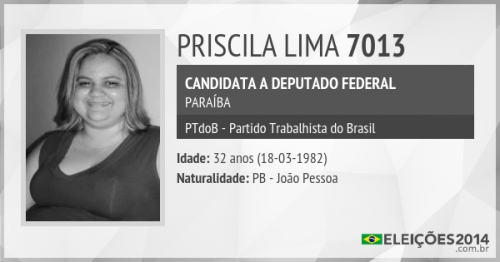 PRISCILA LIMA 7013
CANDIDATA A DEPUTADO FEDERAL
PARAÍBA
PTdoB - Partido Trabalhista do Brasil
Idade: 32 anos (18-03-1982)
Naturalidade: PB - João Pessoa
ELEIÇÕES2014
.com.br